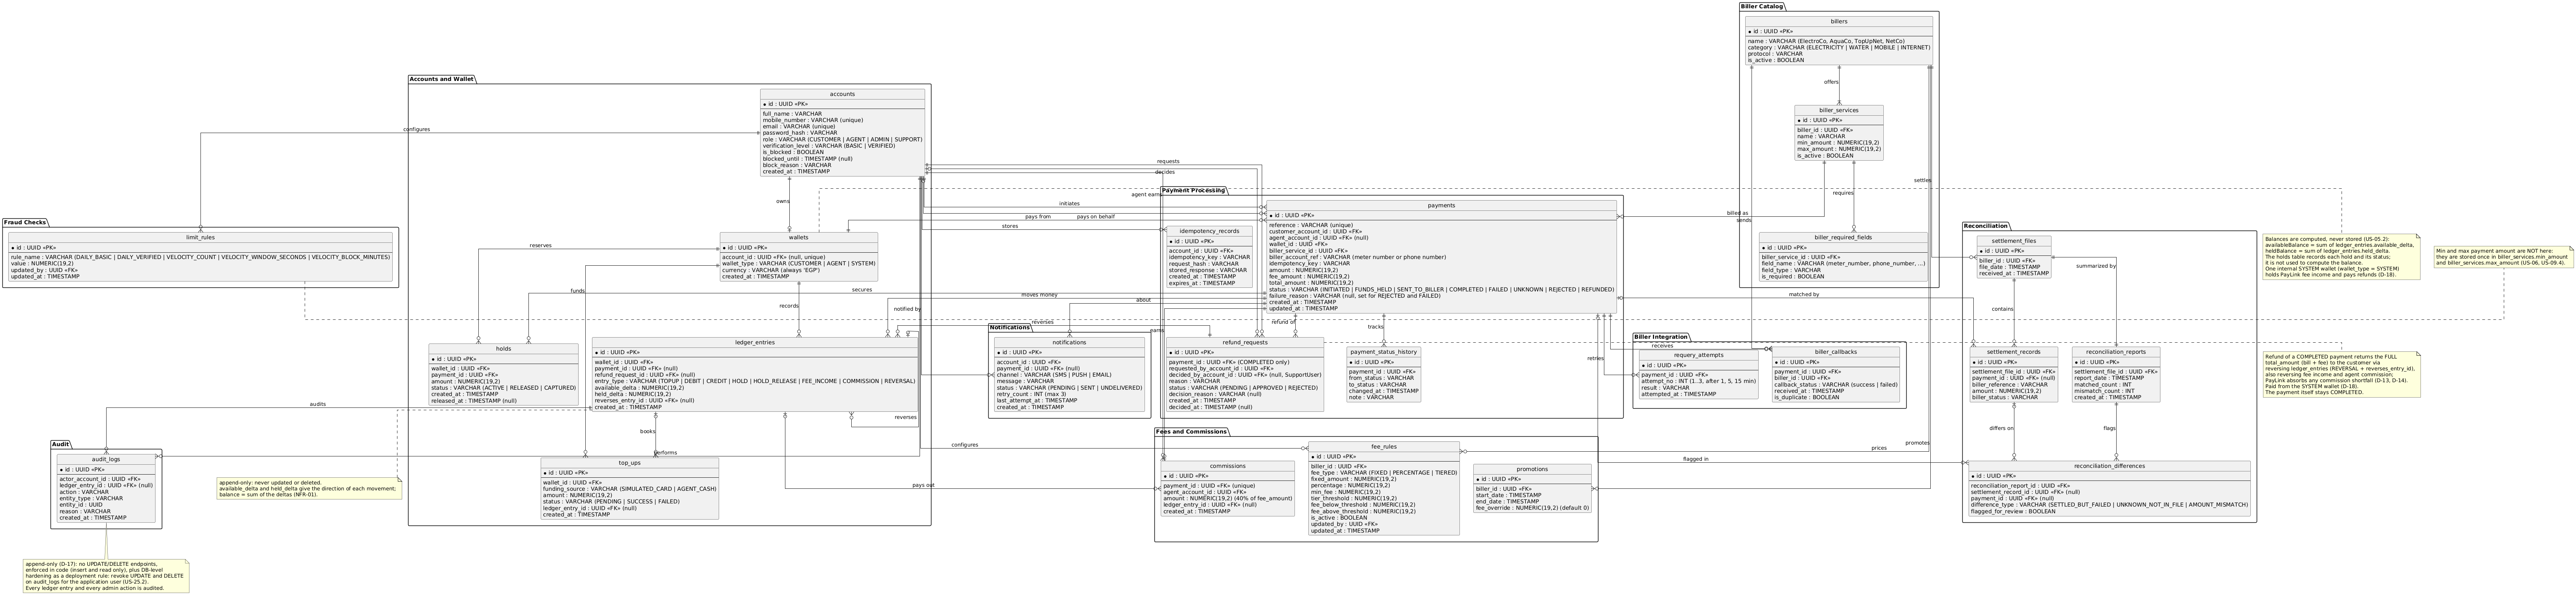 Biller Catalog
billers
id : UUID «PK»
name : VARCHAR (ElectroCo, AquaCo, TopUpNet, NetCo)
category : VARCHAR (ELECTRICITY | WATER | MOBILE | INTERNET)
protocol : VARCHAR
is_active : BOOLEAN
offers
biller_services
id : UUID «PK»
biller_id : UUID «FK»
name : VARCHAR
min_amount : NUMERIC(19,2)
max_amount : NUMERIC(19,2)
is_active : BOOLEAN
requires
settles
billed as
sends
biller_required_fields
id : UUID «PK»
biller_service_id : UUID «FK»
field_name : VARCHAR (meter_number, phone_number, ...)
field_type : VARCHAR
is_required : BOOLEAN
Accounts and Wallet
accounts
id : UUID «PK»
full_name : VARCHAR
mobile_number : VARCHAR (unique)
email : VARCHAR (unique)
password_hash : VARCHAR
role : VARCHAR (CUSTOMER | AGENT | ADMIN | SUPPORT)
verification_level : VARCHAR (BASIC | VERIFIED)
is_blocked : BOOLEAN
blocked_until : TIMESTAMP (null)
block_reason : VARCHAR
created_at : TIMESTAMP
configures
requests
decides
agent earns
initiates
pays from
pays on behalf
stores
owns
reserves
wallets
id : UUID «PK»
account_id : UUID «FK» (null, unique)
wallet_type : VARCHAR (CUSTOMER | AGENT | SYSTEM)
currency : VARCHAR (always 'EGP')
created_at : TIMESTAMP
funds
secures
moves money
about
records
notified by
reverses
earns
holds
id : UUID «PK»
wallet_id : UUID «FK»
payment_id : UUID «FK»
amount : NUMERIC(19,2)
status : VARCHAR (ACTIVE | RELEASED | CAPTURED)
created_at : TIMESTAMP
released_at : TIMESTAMP (null)
ledger_entries
id : UUID «PK»
wallet_id : UUID «FK»
payment_id : UUID «FK» (null)
refund_request_id : UUID «FK» (null)
entry_type : VARCHAR (TOPUP | DEBIT | CREDIT | HOLD | HOLD_RELEASE | FEE_INCOME | COMMISSION | REVERSAL)
available_delta : NUMERIC(19,2)
held_delta : NUMERIC(19,2)
reverses_entry_id : UUID «FK» (null)
created_at : TIMESTAMP
reverses
audits
books
performs
top_ups
id : UUID «PK»
wallet_id : UUID «FK»
funding_source : VARCHAR (SIMULATED_CARD | AGENT_CASH)
amount : NUMERIC(19,2)
status : VARCHAR (PENDING | SUCCESS | FAILED)
ledger_entry_id : UUID «FK» (null)
created_at : TIMESTAMP
Fraud Checks
limit_rules
id : UUID «PK»
rule_name : VARCHAR (DAILY_BASIC | DAILY_VERIFIED | VELOCITY_COUNT | VELOCITY_WINDOW_SECONDS | VELOCITY_BLOCK_MINUTES)
value : NUMERIC(19,2)
updated_by : UUID «FK»
updated_at : TIMESTAMP
Payment Processing
payments
id : UUID «PK»
reference : VARCHAR (unique)
customer_account_id : UUID «FK»
agent_account_id : UUID «FK» (null)
wallet_id : UUID «FK»
biller_service_id : UUID «FK»
biller_account_ref : VARCHAR (meter number or phone number)
idempotency_key : VARCHAR
amount : NUMERIC(19,2)
fee_amount : NUMERIC(19,2)
total_amount : NUMERIC(19,2)
status : VARCHAR (INITIATED | FUNDS_HELD | SENT_TO_BILLER | COMPLETED | FAILED | UNKNOWN | REJECTED | REFUNDED)
failure_reason : VARCHAR (null, set for REJECTED and FAILED)
created_at : TIMESTAMP
updated_at : TIMESTAMP
idempotency_records
id : UUID «PK»
account_id : UUID «FK»
idempotency_key : VARCHAR
request_hash : VARCHAR
stored_response : VARCHAR
created_at : TIMESTAMP
expires_at : TIMESTAMP
refund of
tracks
refund_requests
id : UUID «PK»
payment_id : UUID «FK» (COMPLETED only)
requested_by_account_id : UUID «FK»
decided_by_account_id : UUID «FK» (null, SupportUser)
reason : VARCHAR
status : VARCHAR (PENDING | APPROVED | REJECTED)
decision_reason : VARCHAR (null)
created_at : TIMESTAMP
decided_at : TIMESTAMP (null)
payment_status_history
id : UUID «PK»
payment_id : UUID «FK»
from_status : VARCHAR
to_status : VARCHAR
changed_at : TIMESTAMP
note : VARCHAR
Notifications
notifications
id : UUID «PK»
account_id : UUID «FK»
payment_id : UUID «FK» (null)
channel : VARCHAR (SMS | PUSH | EMAIL)
message : VARCHAR
status : VARCHAR (PENDING | SENT | UNDELIVERED)
retry_count : INT (max 3)
last_attempt_at : TIMESTAMP
created_at : TIMESTAMP
retries
receives
matched by
Biller Integration
requery_attempts
id : UUID «PK»
payment_id : UUID «FK»
attempt_no : INT (1...3, after 1, 5, 15 min)
result : VARCHAR
attempted_at : TIMESTAMP
biller_callbacks
id : UUID «PK»
payment_id : UUID «FK»
biller_id : UUID «FK»
callback_status : VARCHAR (success | failed)
received_at : TIMESTAMP
is_duplicate : BOOLEAN
Fees and Commissions
configures
pays out
prices
promotes
flagged in
commissions
id : UUID «PK»
payment_id : UUID «FK» (unique)
agent_account_id : UUID «FK»
amount : NUMERIC(19,2) (40% of fee_amount)
ledger_entry_id : UUID «FK» (null)
created_at : TIMESTAMP
fee_rules
id : UUID «PK»
biller_id : UUID «FK»
fee_type : VARCHAR (FIXED | PERCENTAGE | TIERED)
fixed_amount : NUMERIC(19,2)
percentage : NUMERIC(19,2)
min_fee : NUMERIC(19,2)
tier_threshold : NUMERIC(19,2)
fee_below_threshold : NUMERIC(19,2)
fee_above_threshold : NUMERIC(19,2)
is_active : BOOLEAN
updated_by : UUID «FK»
updated_at : TIMESTAMP
promotions
id : UUID «PK»
biller_id : UUID «FK»
start_date : TIMESTAMP
end_date : TIMESTAMP
fee_override : NUMERIC(19,2) (default 0)
Reconciliation
settlement_files
id : UUID «PK»
biller_id : UUID «FK»
file_date : TIMESTAMP
received_at : TIMESTAMP
summarized by
contains
settlement_records
id : UUID «PK»
settlement_file_id : UUID «FK»
payment_id : UUID «FK» (null)
biller_reference : VARCHAR
amount : NUMERIC(19,2)
biller_status : VARCHAR
reconciliation_reports
id : UUID «PK»
settlement_file_id : UUID «FK»
report_date : TIMESTAMP
matched_count : INT
mismatch_count : INT
created_at : TIMESTAMP
differs on
flags
reconciliation_differences
id : UUID «PK»
reconciliation_report_id : UUID «FK»
settlement_record_id : UUID «FK» (null)
payment_id : UUID «FK» (null)
difference_type : VARCHAR (SETTLED_BUT_FAILED | UNKNOWN_NOT_IN_FILE | AMOUNT_MISMATCH)
flagged_for_review : BOOLEAN
Balances are computed, never stored (US-05.2):
availableBalance = sum of ledger_entries.available_delta,
heldBalance = sum of ledger_entries.held_delta.
The holds table records each hold and its status;
it is not used to compute the balance.
One internal SYSTEM wallet (wallet_type = SYSTEM)
holds PayLink fee income and pays refunds (D-18).
Min and max payment amount are NOT here:
they are stored once in biller_services.min_amount
and biller_services.max_amount (US-06, US-09.4).
Refund of a COMPLETED payment returns the FULL
total_amount (bill + fee) to the customer via
reversing ledger_entries (REVERSAL + reverses_entry_id),
also reversing fee income and agent commission;
PayLink absorbs any commission shortfall (D-13, D-14).
Paid from the SYSTEM wallet (D-18).
The payment itself stays COMPLETED.
Audit
audit_logs
id : UUID «PK»
actor_account_id : UUID «FK»
ledger_entry_id : UUID «FK» (null)
action : VARCHAR
entity_type : VARCHAR
entity_id : UUID
reason : VARCHAR
created_at : TIMESTAMP
append-only: never updated or deleted.
available_delta and held_delta give the direction of each movement;
balance = sum of the deltas (NFR-01).
append-only (D-17): no UPDATE/DELETE endpoints,
enforced in code (insert and read only), plus DB-level
hardening as a deployment rule: revoke UPDATE and DELETE
on audit_logs for the application user (US-25.2).
Every ledger entry and every admin action is audited.